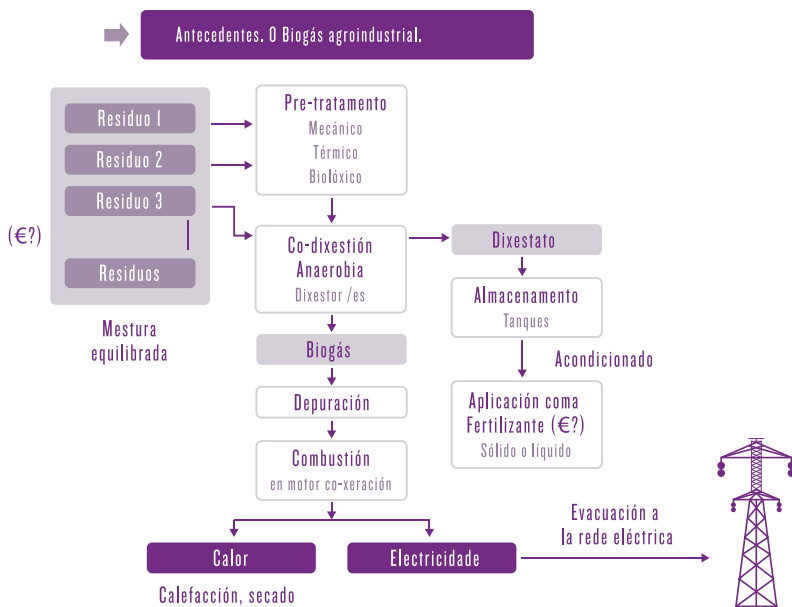 Antecedentes. O Biogás agroindustrial.
Residuo 1
Residuo 2
Residuo 3
(€?)
Residuos
Mestura
equilibrada
Pre-tratamento
Mecánico
Térmico
Biolóxico
Co-dixestión
Anaerobia
Dixestor /es
Biogás
Depuración
Combustión
en motor co-xeración
Dixestato
Almacenamento
Tanques
Acondicionado
Aplicación coma
Fertilizante (€?)
Sólido o líquido
Calor
Calefacción, secado
Electricidade
Evacuación a
la rede eléctrica